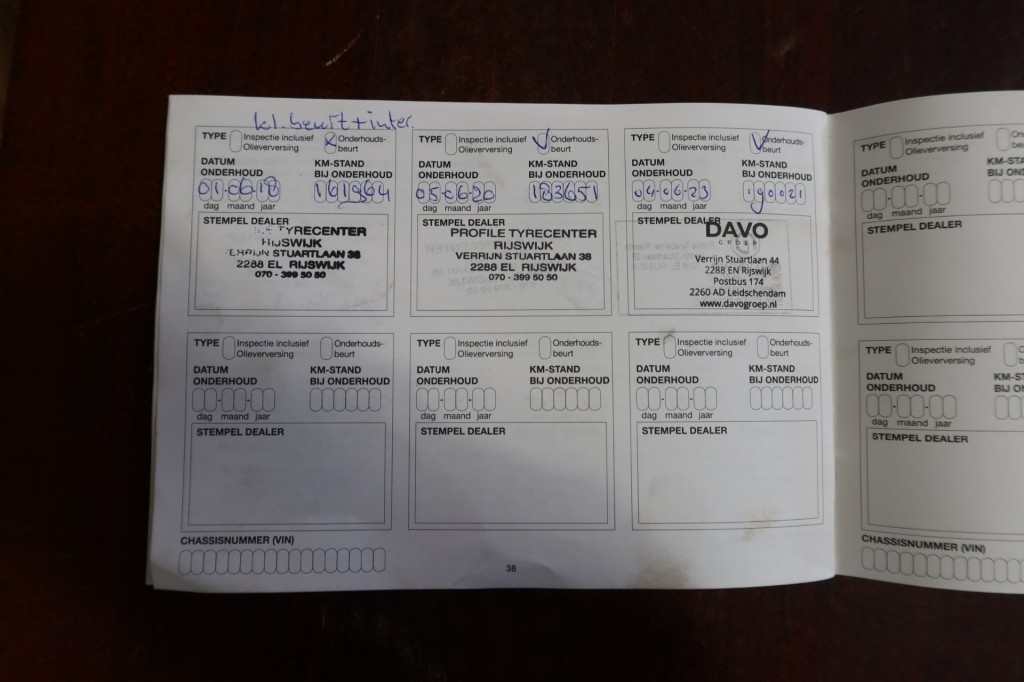 kl. beurt + inter.
TYPE Inspectie inclusief Olieverversing Onderhouds-beurt
DATUM ONDERHOUD KM-STAND BIJ ONDERHOUD
01-06-18 161964
dag maand jaar
STEMPEL DEALER
TYRECENTER
RIJSWIJK
STUARTLAAN 38
2288 EL RIJSWIJK
070 - 399 50 50
TYPE Inspectie inclusief Olieverversing Onderhouds-beurt
DATUM ONDERHOUD KM-STAND BIJ ONDERHOUD
05-06-20 183651
dag maand jaar
STEMPEL DEALER
PROFILE TYRECENTER
RIJSWIJK
VERRIJN STUARTLAAN 38
2288 EL RIJSWIJK
070 - 399 50 50
TYPE Inspectie inclusief Olieverversing Onderhouds-beurt
DATUM ONDERHOUD KM-STAND BIJ ONDERHOUD
04-06-23 190021
dag maand jaar
STEMPEL DEALER
DAVO
GROEP
Verrijn Stuartlaan 44
2288 EN Rijswijk
Postbus 174
2260 AD Leidschendam
www.davogroep.nl
TYPE Inspectie inclusief Olieverversing Onderhouds-beurt
DATUM ONDERHOUD KM-STAND BIJ ONDERHOUD
dag maand jaar
STEMPEL DEALER
TYPE Inspectie inclusief Olieverversing Onderhouds-beurt
DATUM ONDERHOUD KM-STAND BIJ ONDERHOUD
dag maand jaar
STEMPEL DEALER
TYPE Inspectie inclusief Olieverversing Onderhouds-beurt
DATUM ONDERHOUD KM-STAND BIJ ONDERHOUD
dag maand jaar
STEMPEL DEALER
CHASSISNUMMER (VIN)
38
TYPE Inspectie inclusief Olieverversing
DATUM ONDERHOUD
dag maand jaar
STEMPEL DEALER
TYPE Inspectie inclusief Olieverversing
DATUM ONDERHOUD
dag maand jaar
STEMPEL DEALER
CHASSISNUMMER (VIN)